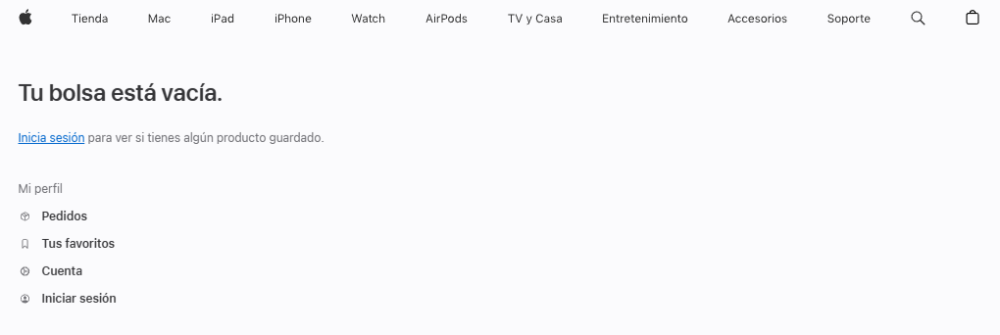 Tienda Mac iPad iPhone Watch AirPods TV y Casa Entretenimiento Accesorios Soporte
Tu bolsa está vacía.
Inicia sesión para ver si tienes algún producto guardado.
Mi perfil
Pedidos
Tus favoritos
Cuenta
Iniciar sesión